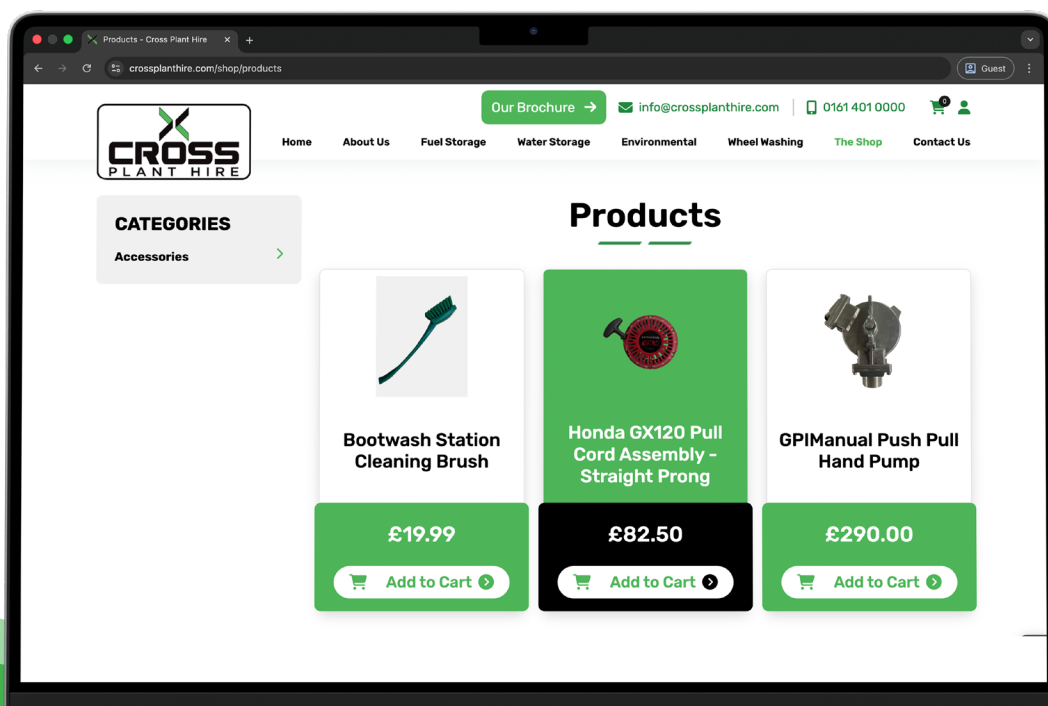 Products - Cross Plant Hire
crossplanthire.com/shop/products
Guest
Our Brochure
info@crossplanthire.com
0161 401 0000
0
CROSS
PLANT HIRE
Home About Us Fuel Storage Water Storage Environmental Wheel Washing The Shop Contact Us
CATEGORIES
Accessories
Products
Bootwash Station
Cleaning Brush
£19.99
Add to Cart
Honda GX120 Pull
Cord Assembly -
Straight Prong
£82.50
Add to Cart
GPIManual Push Pull
Hand Pump
£290.00
Add to Cart